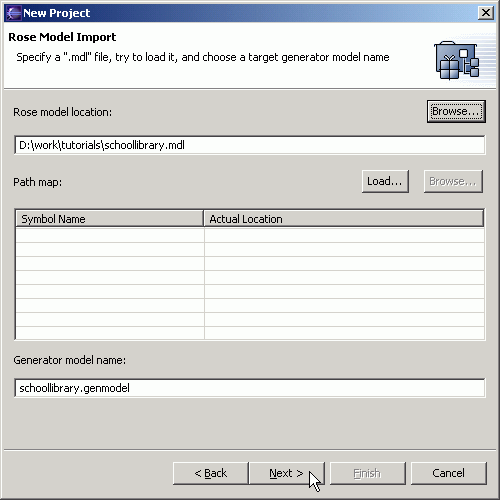 New Project
Rose Model Import
Specify a ".mdl" file, try to load it, and choose a target generator model name
Rose model location:
Browse...
D:\work\tutorials\schoollibrary.mdl
Path map:
Load...
Browse...
Symbol Name
Actual Location
Generator model name:
schoollibrary.genmodel
< Back
Next >
Finish
Cancel